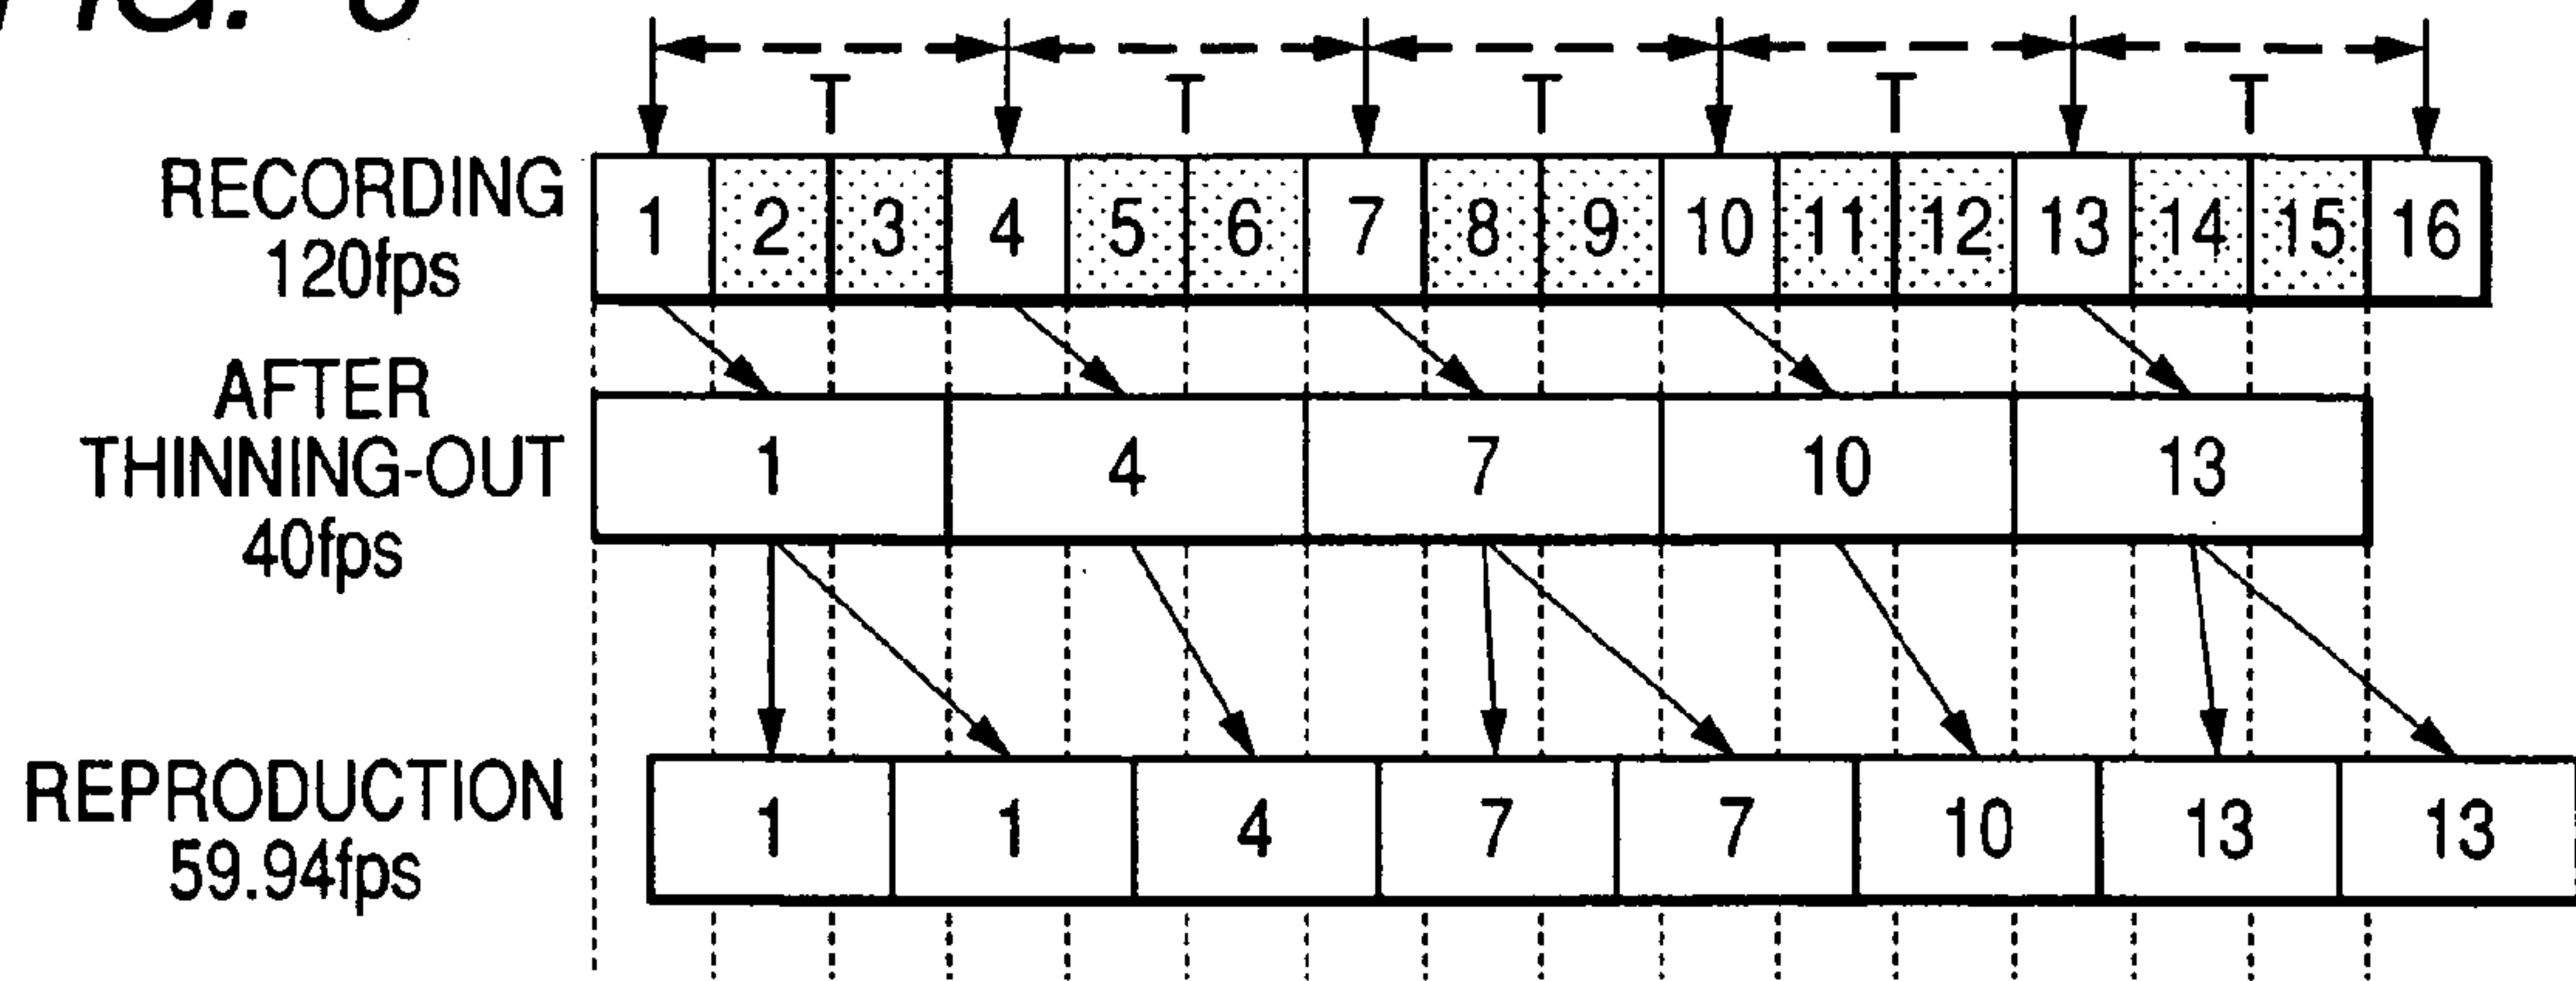 FIG.
T T T T T
RECORDING 1 2 3 4 5 6 7 8 9 10 11 12 13 14 15 16
120fps
AFTER
THINNING-OUT 1 4 7 10 13
40fps
REPRODUCTION 1 1 4 7 7 10 13 13
59.94fps